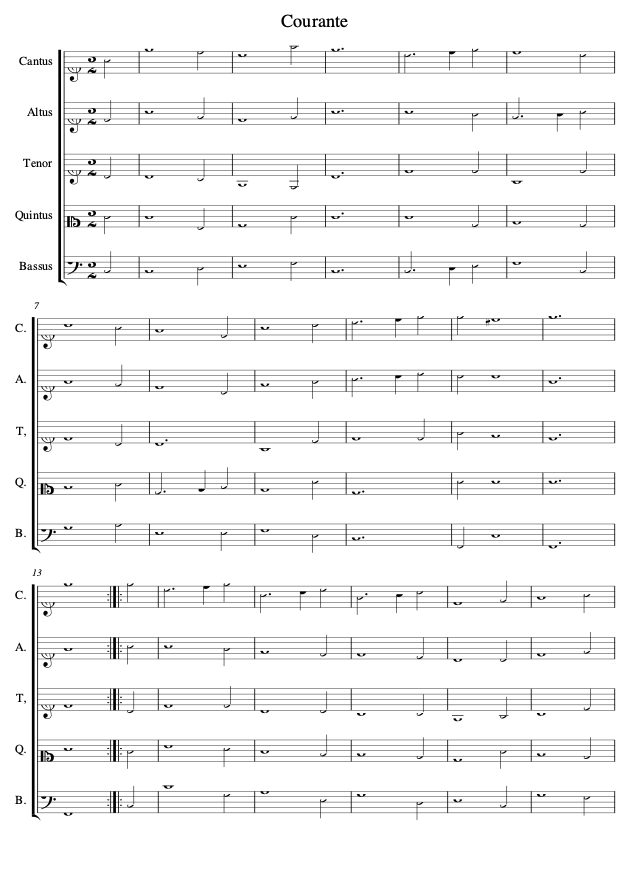 Courante
Cantus
Altus
Tenor
Quintus
Bassus
7
C.
A.
T,
Q.
B.
13
C.
A.
T,
Q.
B.